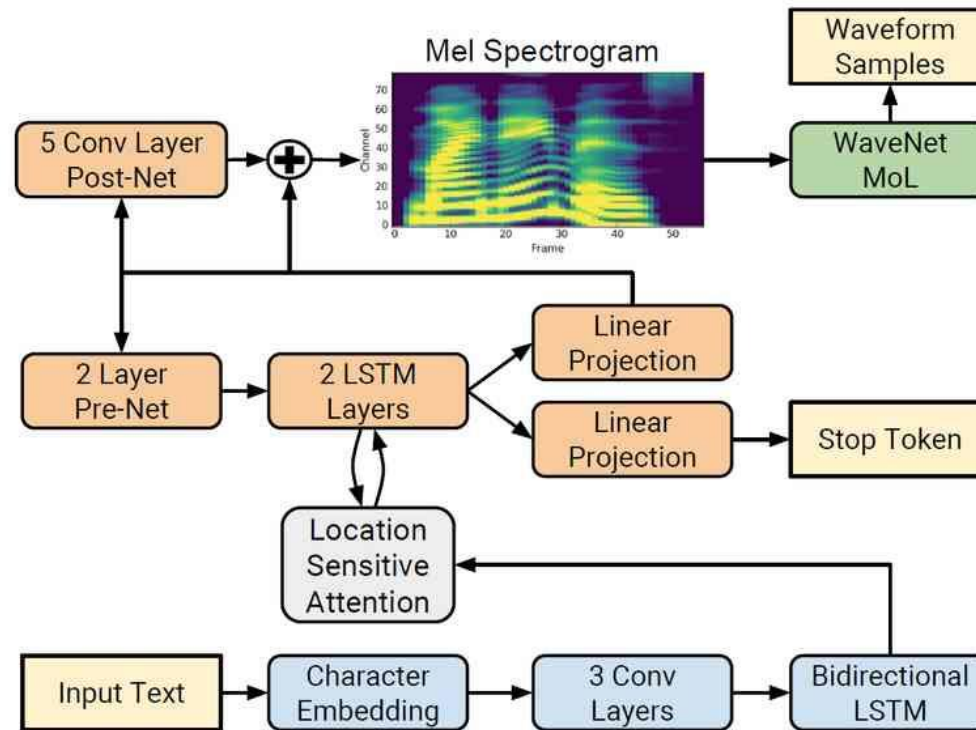 Waveform
Samples
Mel Spectrogram
5 Conv Layer
Post-Net
WaveNet
MoL
Channel
70
60
50
40
30
20
10
0
0 10 20 30 40 50
Frame
2 Layer
Pre-Net
2 LSTM
Layers
Linear
Projection
Linear
Projection
Stop Token
Location
Sensitive
Attention
Input Text
Character
Embedding
3 Conv
Layers
Bidirectional
LSTM